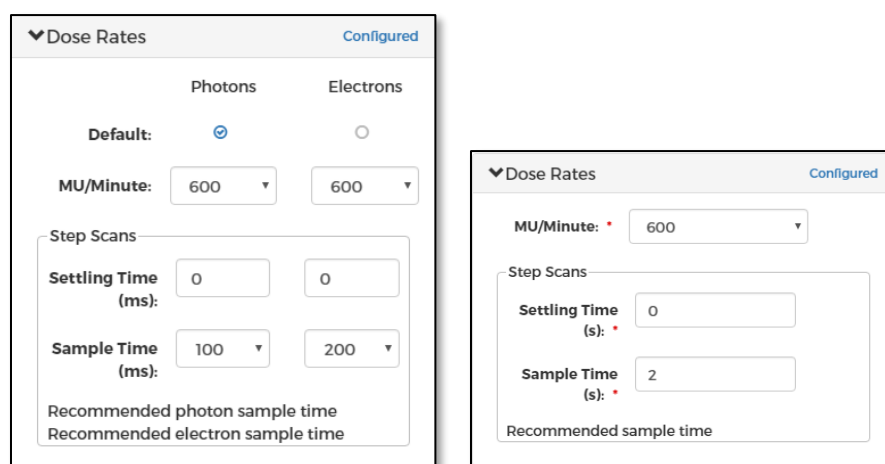 Dose Rates Configured
Photons Electrons
Default:
MU/Minute: 600 600
Step Scans
Settling Time 0 0
(ms):
Sample Time 100 200
(ms):
Recommended photon sample time
Recommended electron sample time
Dose Rates Configured
MU/Minute: * 600
Step Scans
Settling Time 0
(s): *
Sample Time 2
(s): *
Recommended sample time